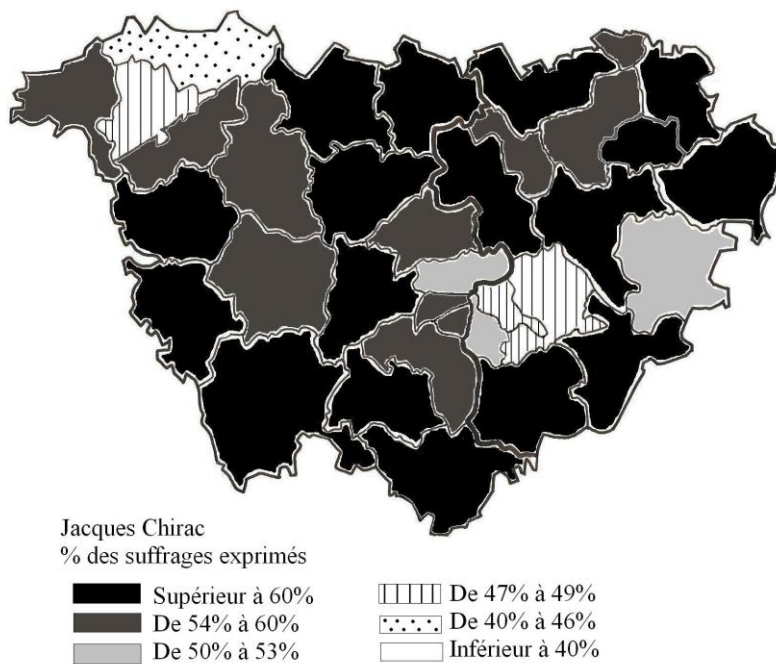 Jacques Chirac
% des suffrages exprimés
Supérieur à 60%
De 54% à 60%
De 50% à 53%
De 47% à 49%
De 40% à 46%
Inférieur à 40%